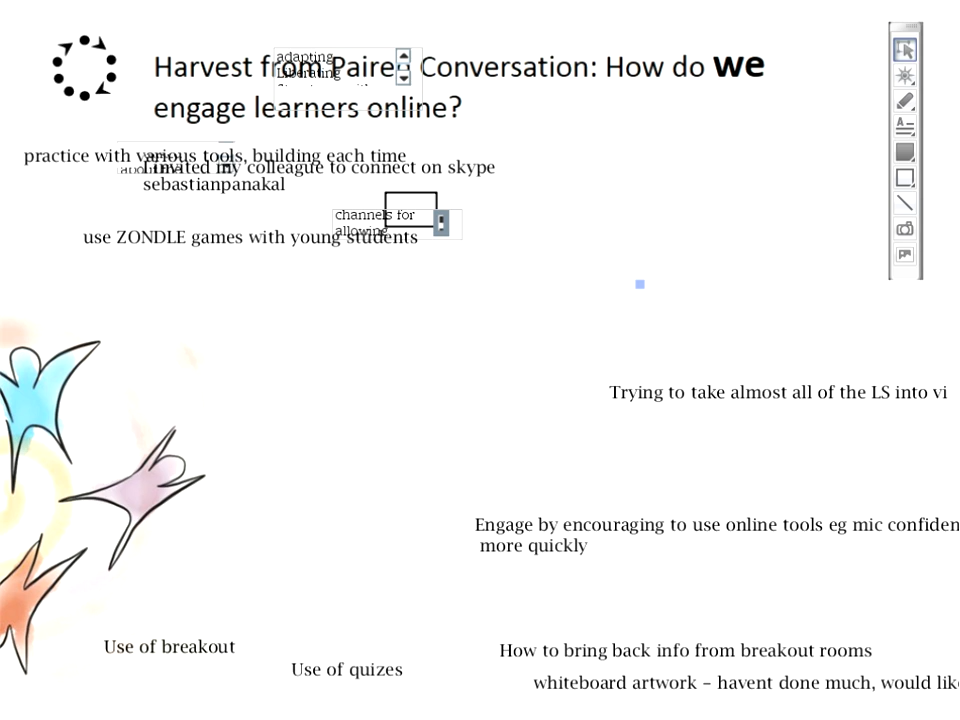 Harvest from Paired Conversation: How do we
engage learners online?
adapting
Liberating
practice with various tools, building each time
I invited my colleague to connect on skype
sebastianpanakal
channels for
allowing
use ZONDLE games with young students
Trying to take almost all of the LS into vi
Engage by encouraging to use online tools eg mic confiden
more quickly
Use of breakout
How to bring back info from breakout rooms
Use of quizes
whiteboard artwork – havent done much, would lik